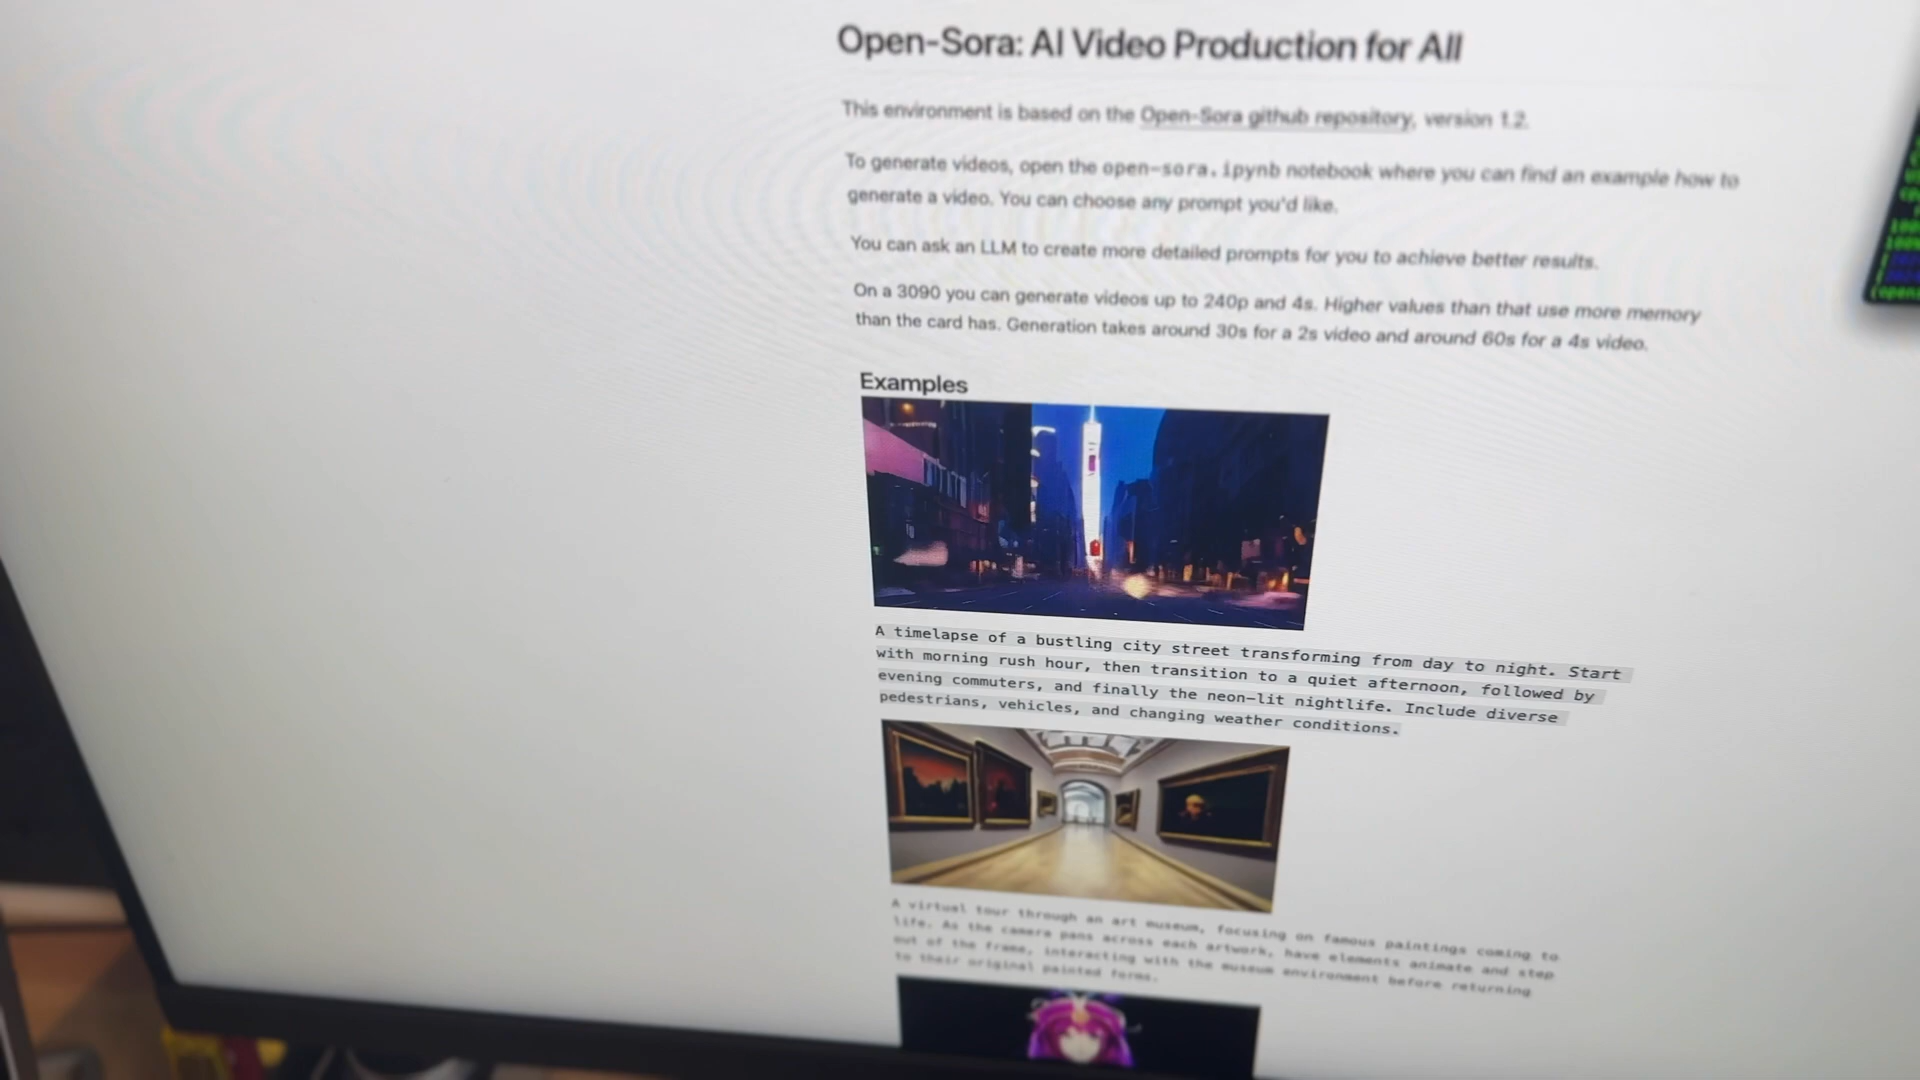 Open-Sora: AI Video Production for All
This environment is based on the Open-Sora github repository, version 1.2.
To generate videos, open the open-sora.ipynb notebook where you can find an example how to
generate a video. You can choose any prompt you'd like.
You can ask an LLM to create more detailed prompts for you to achieve better results.
On a 3090 you can generate videos up to 240p and 4s. Higher values than that use more memory
than the card has. Generation takes around 30s for a 2s video and around 60s for a 4s video.
Examples
A timelapse of a bustling city street transforming from day to night. Start
with morning rush hour, then transition to a quiet afternoon, followed by
evening commuters, and finally the neon-lit nightlife. Include diverse
pedestrians, vehicles, and changing weather conditions.
A virtual tour through an art museum, focusing on famous paintings coming to
life. As the camera pans across each artwork, have elements animate and step
out of the frame, interacting with the museum environment before returning
to their original painted forms.